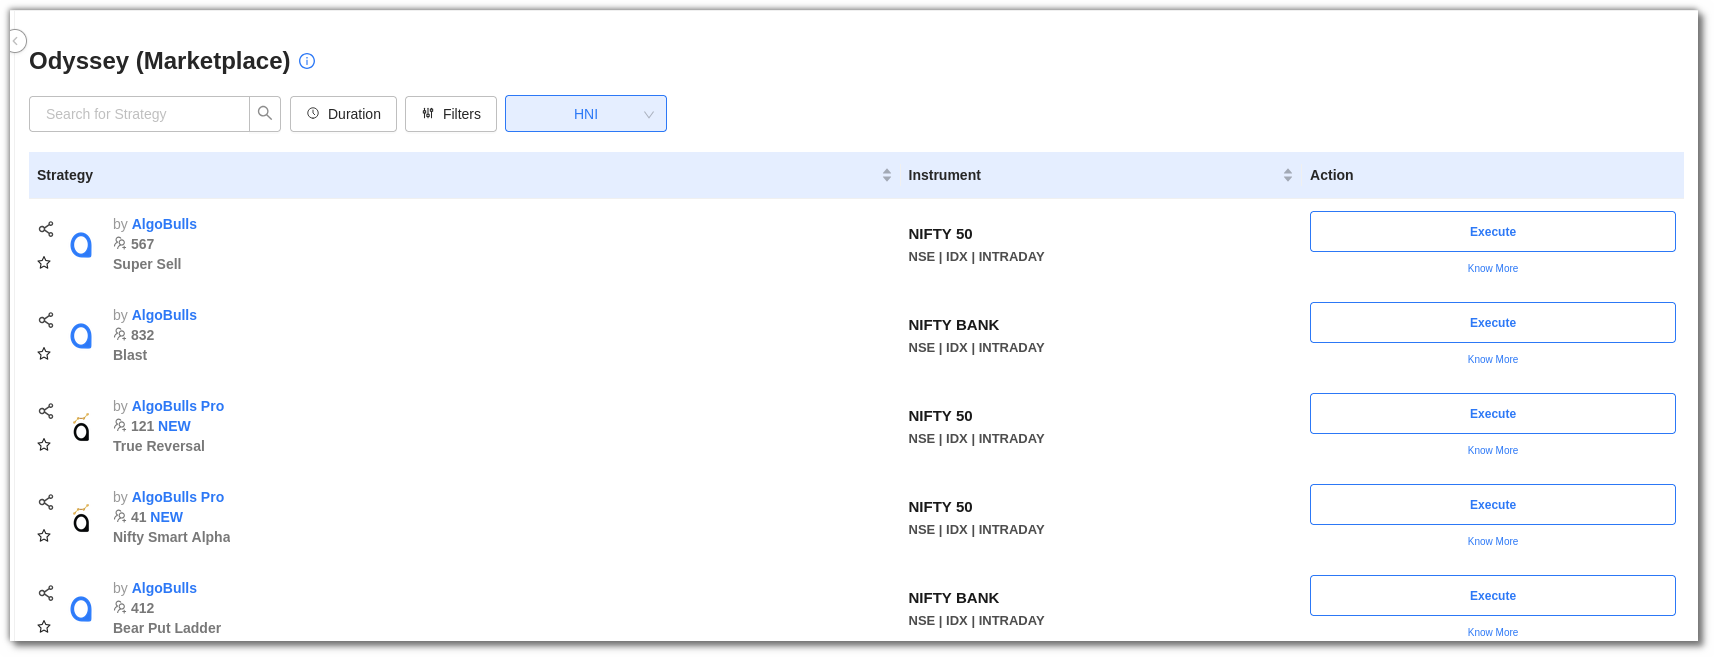 Odyssey (Marketplace)
Search for Strategy
Duration
Filters
HNI
Strategy
Instrument
Action
by AlgoBulls
567
Super Sell
NIFTY 50
NSE | IDX | INTRADAY
Execute
Know More
by AlgoBulls
832
Blast
NIFTY BANK
NSE | IDX | INTRADAY
Execute
Know More
by AlgoBulls Pro
121 NEW
True Reversal
NIFTY 50
NSE | IDX | INTRADAY
Execute
Know More
by AlgoBulls Pro
41 NEW
Nifty Smart Alpha
NIFTY 50
NSE | IDX | INTRADAY
Execute
Know More
by AlgoBulls
412
Bear Put Ladder
NIFTY BANK
NSE | IDX | INTRADAY
Execute
Know More